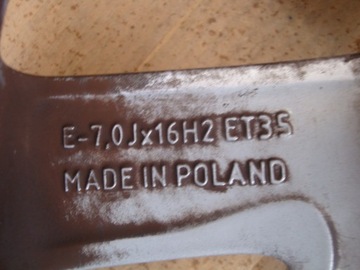 E-7,0Jx16H2 ET35
MADE IN POLAND